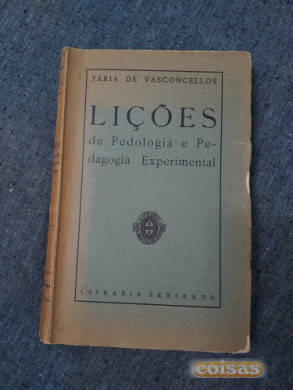 FARIA DE VASCONCELLOS
LIÇÕES
de Pedologia e Pe-
dagogia Experimental
LIVRARIA BERTRAND
coisas